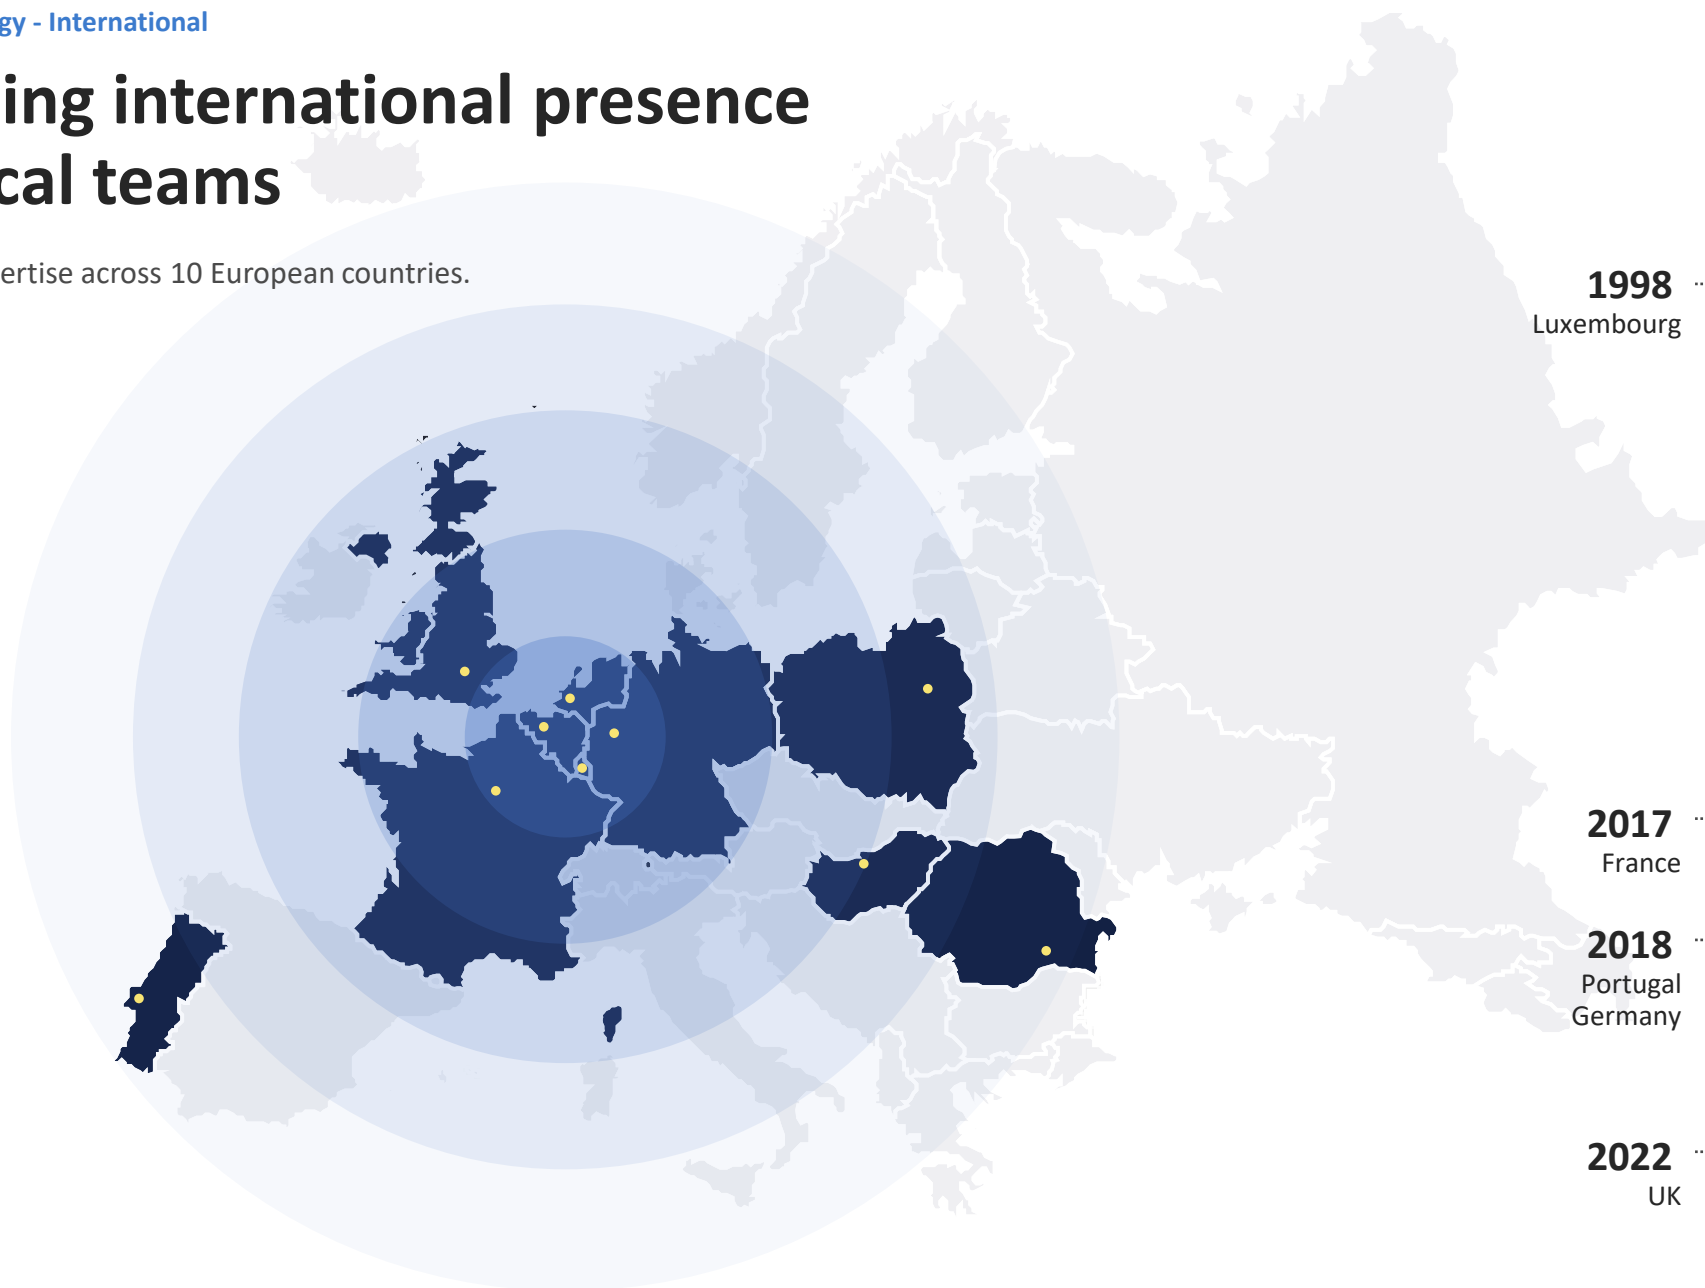 gy - International
ing international presence
cal teams
ertise across 10 European countries.
1998
Luxembourg
2017
France
2018
Portugal
Germany
2022
UK